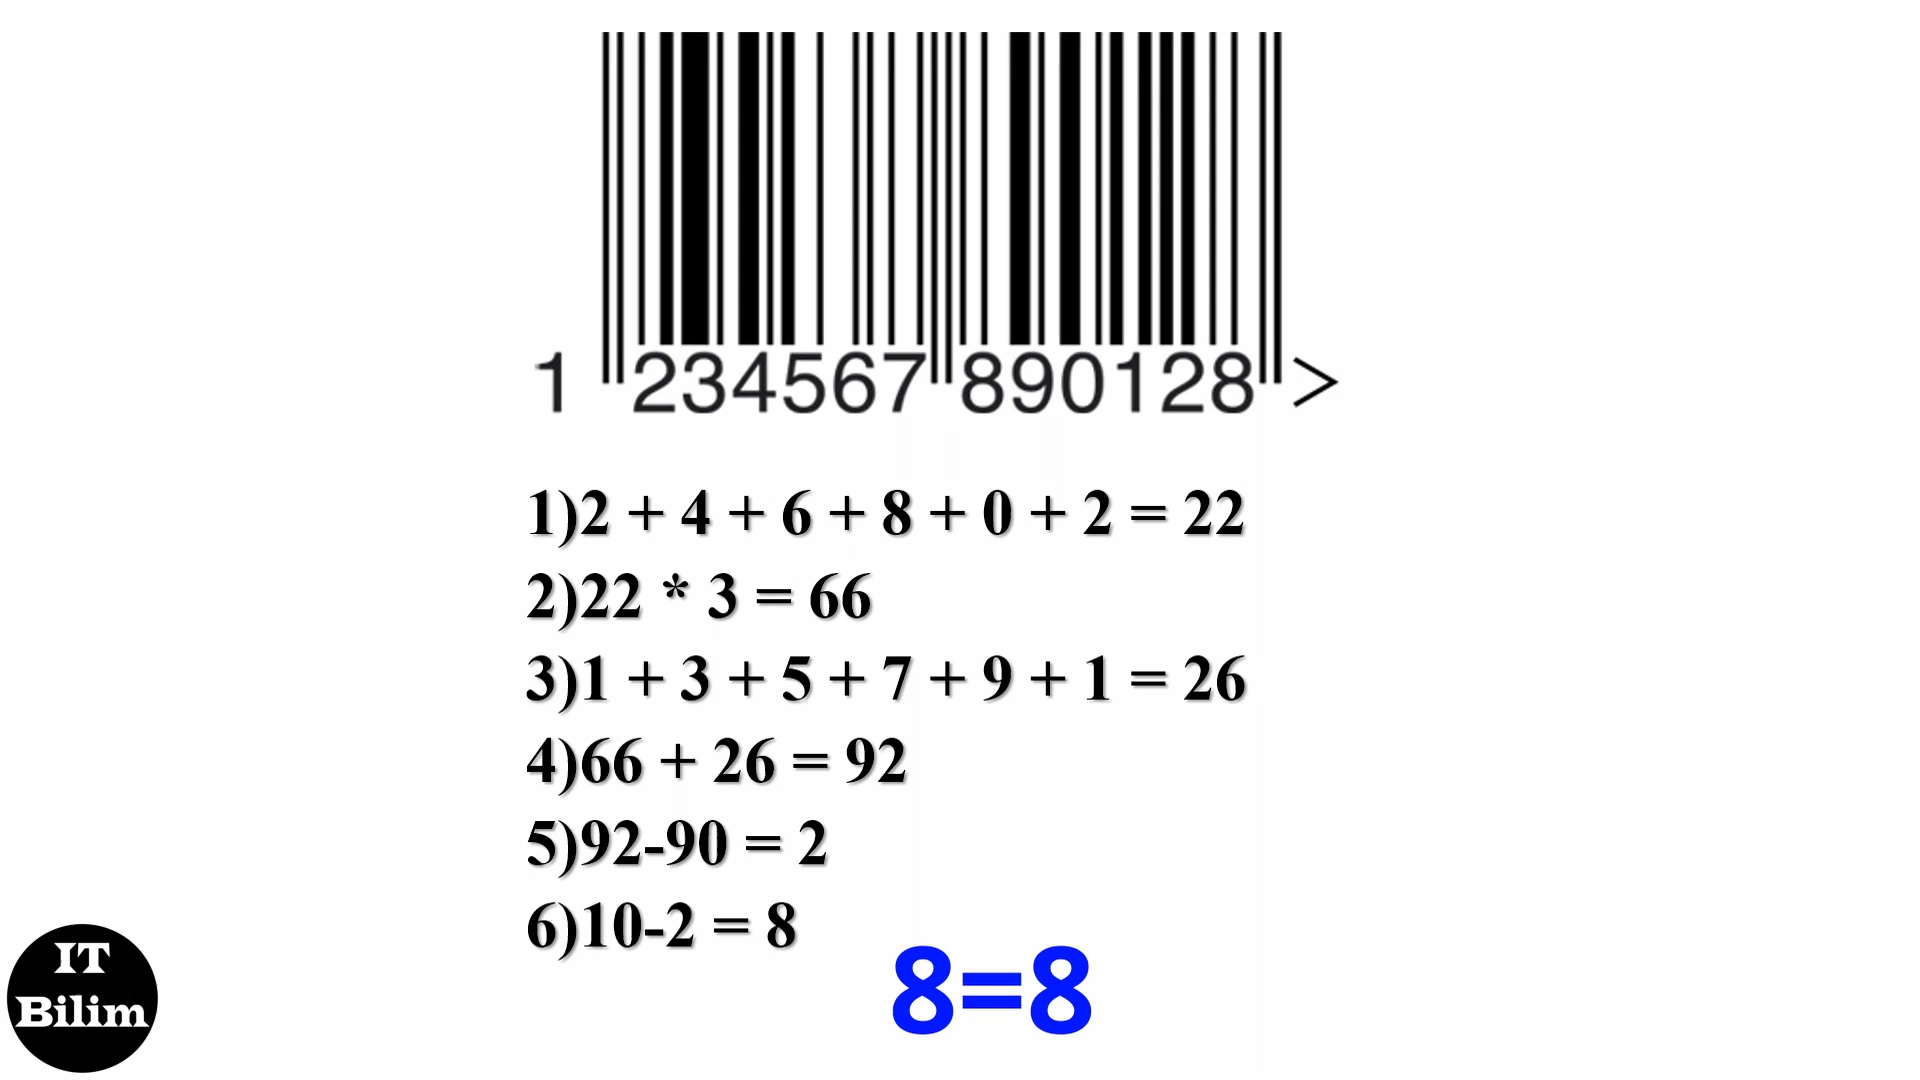 1 234567 890128 >
1)2 + 4 + 6 + 8 + 0 + 2 = 22
2)22 * 3 = 66
3)1 + 3 + 5 + 7 + 9 + 1 = 26
4)66 + 26 = 92
5)92-90 = 2
6)10-2 = 8
8=8
IT
Bilim